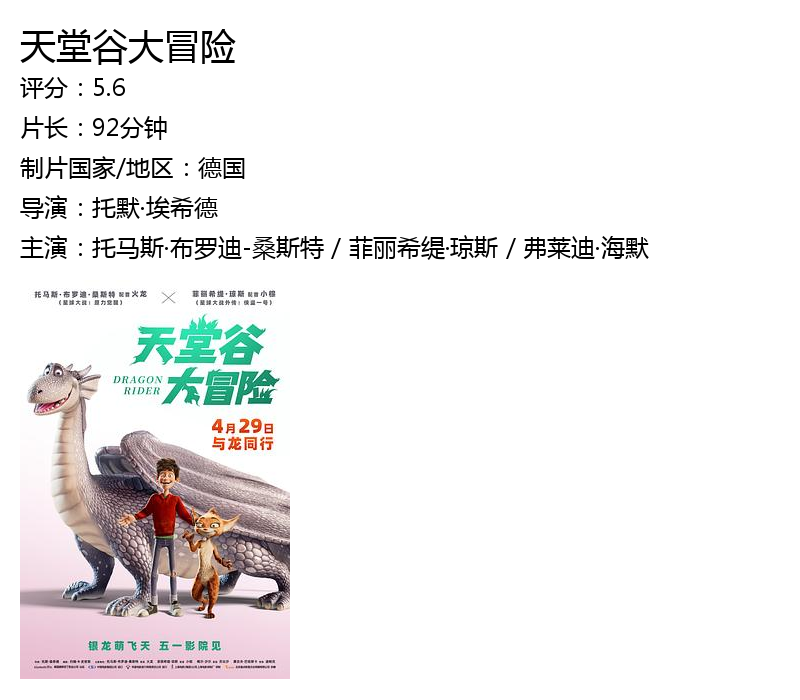 天堂谷大冒险
评分：5.6
片长：92分钟
制片国家/地区：德国
导演：托默·埃希德
主演：托马斯·布罗迪-桑斯特 / 菲丽希缇·琼斯 / 弗莱迪·海默
托马斯·布罗迪·桑斯特 配音 火龙 × 菲丽希缇·琼斯 配音 小棕
（星球大战：原力觉醒） （星球大战外传：侠盗一号）
天堂谷
DRAGON RIDER 大冒险
4月29日
与龙同行
银龙萌飞天 五一影院见